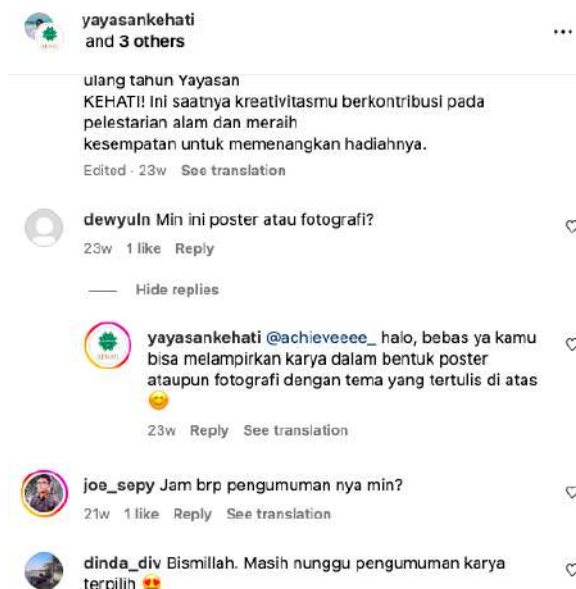 yayasankehati
and 3 others
ulang tahun Yayasan
KEHATI! Ini saatnya kreativitasmu berkontribusi pada
pelestarian alam dan meraih
kesempatan untuk memenangkan hadiahnya.
Edited · 23w See translation
dewyuln Min ini poster atau fotografi?
23w 1 like Reply
Hide replies
yayasankehati @achieveeee_ halo, bebas ya kamu
bisa melampirkan karya dalam bentuk poster
ataupun fotografi dengan tema yang tertulis di atas
😊
23w Reply See translation
joe_sepy Jam brp pengumuman nya min?
21w 1 like Reply See translation
dinda_div Bismillah. Masih nunggu pengumuman karya
terpilih 😍